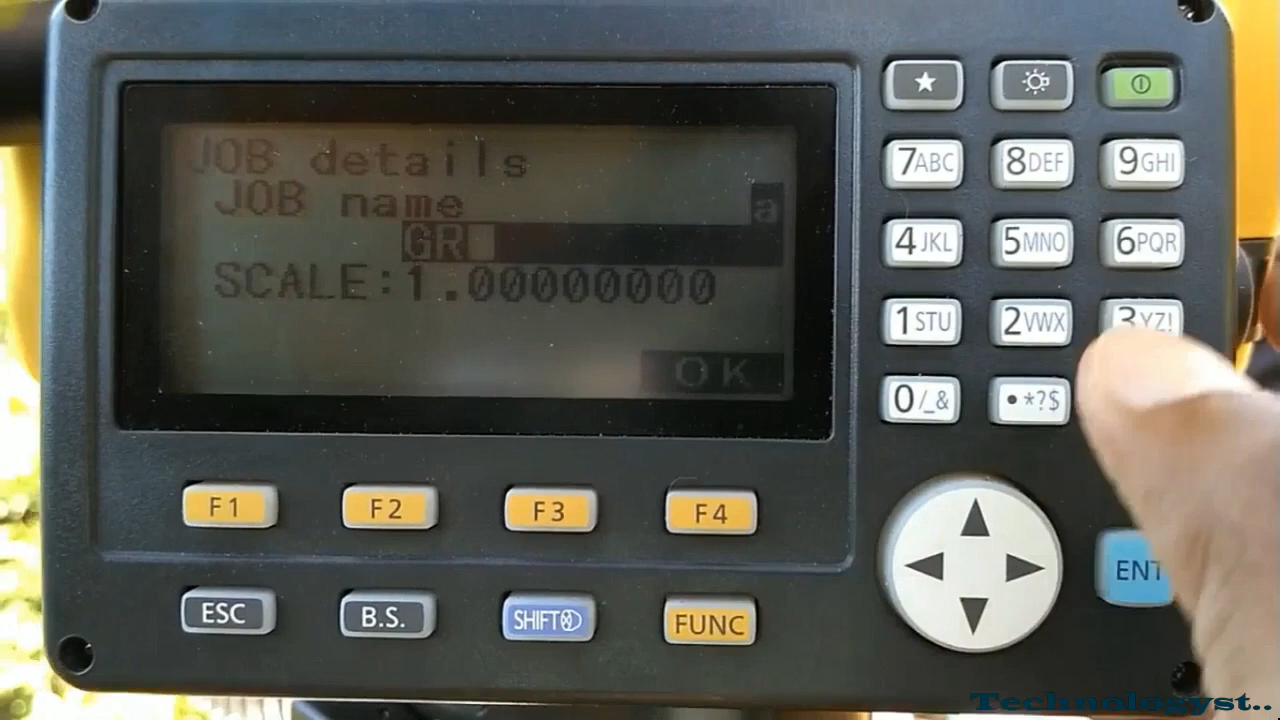 JOB details
JOB name
a
GR
SCALE:1.00000000
OK
★
7ABC 8DEF 9GHI
4JKL 5MNO 6PQR
1STU 2VWX 3YZ!
0/_& •*?$
F1 F2 F3 F4
ENT
ESC B.S. SHIFT FUNC
Technologyst..